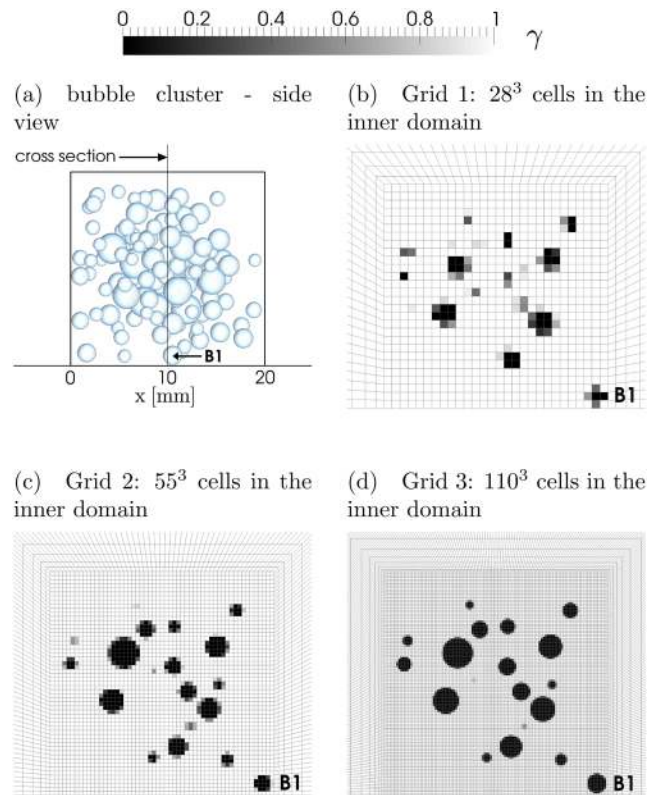 0 0.2 0.4 0.6 0.8 1
γ
(a) bubble cluster - side
view
(b) Grid 1: 28³ cells in the
inner domain
cross section
B1
0 10 20
x [mm]
B1
(c) Grid 2: 55³ cells in the
inner domain
(d) Grid 3: 110³ cells in the
inner domain
B1
B1